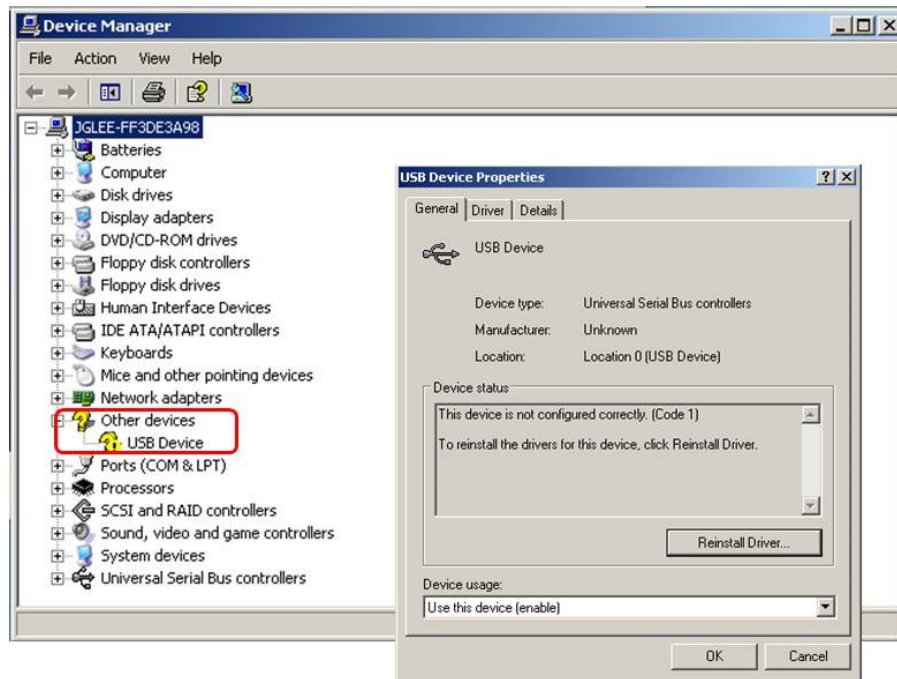 Device Manager
File Action View Help
JGLEE-FF3DE3A98
Batteries
Computer
Disk drives
Display adapters
DVD/CD-ROM drives
Floppy disk controllers
Floppy disk drives
Human Interface Devices
IDE ATA/ATAPI controllers
Keyboards
Mice and other pointing devices
Network adapters
Other devices
USB Device
Ports (COM & LPT)
Processors
SCSI and RAID controllers
Sound, video and game controllers
System devices
Universal Serial Bus controllers
USB Device Properties
General Driver Details
USB Device
Device type: Universal Serial Bus controllers
Manufacturer: Unknown
Location: Location 0 (USB Device)
Device status
This device is not configured correctly. (Code 1)
To reinstall the drivers for this device, click Reinstall Driver.
Reinstall Driver...
Device usage:
Use this device (enable)
OK Cancel